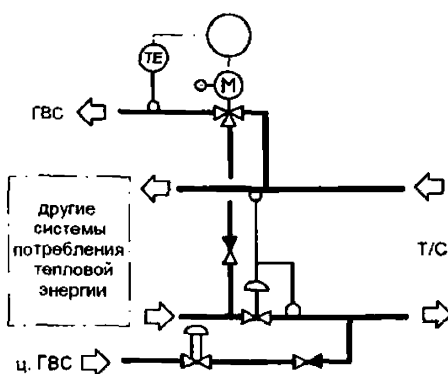 TE
М
ГВС
другие
системы
потребления
тепловой
энергии
Т/С
ц. ГВС